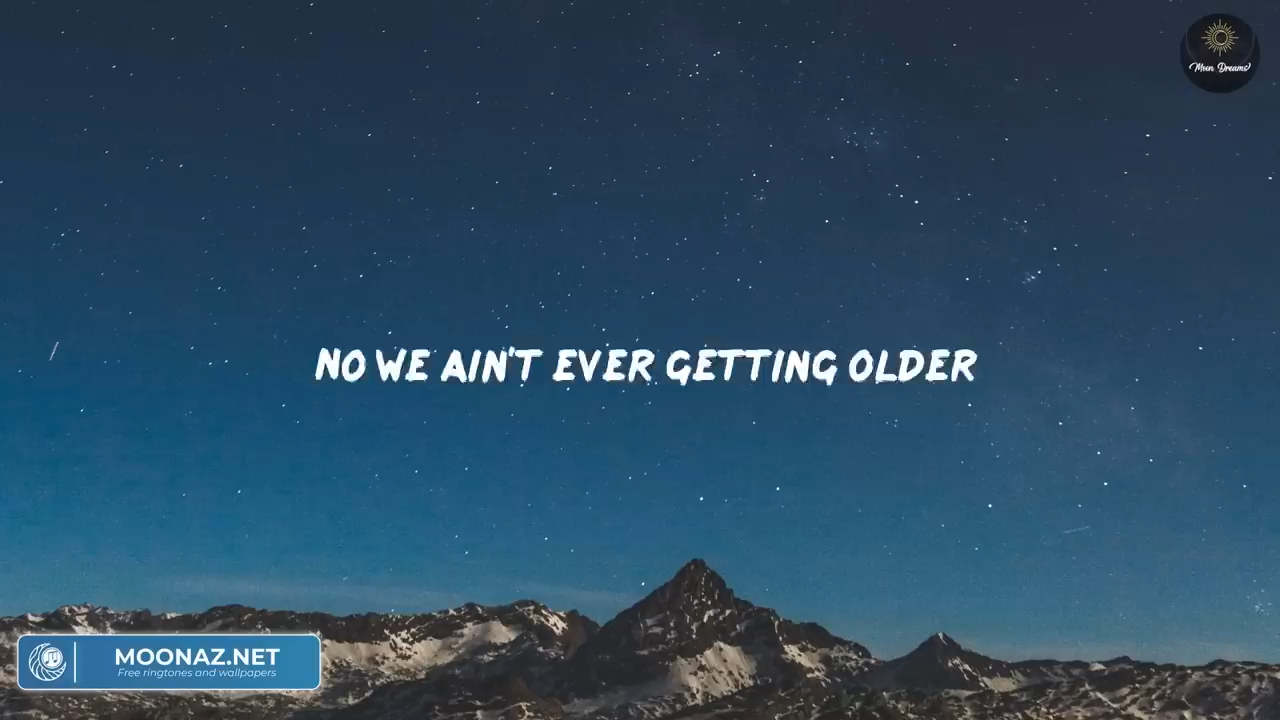 Moon Dreams
NO WE AIN'T EVER GETTING OLDER
MOONAZ.NET
Free ringtones and wallpapers